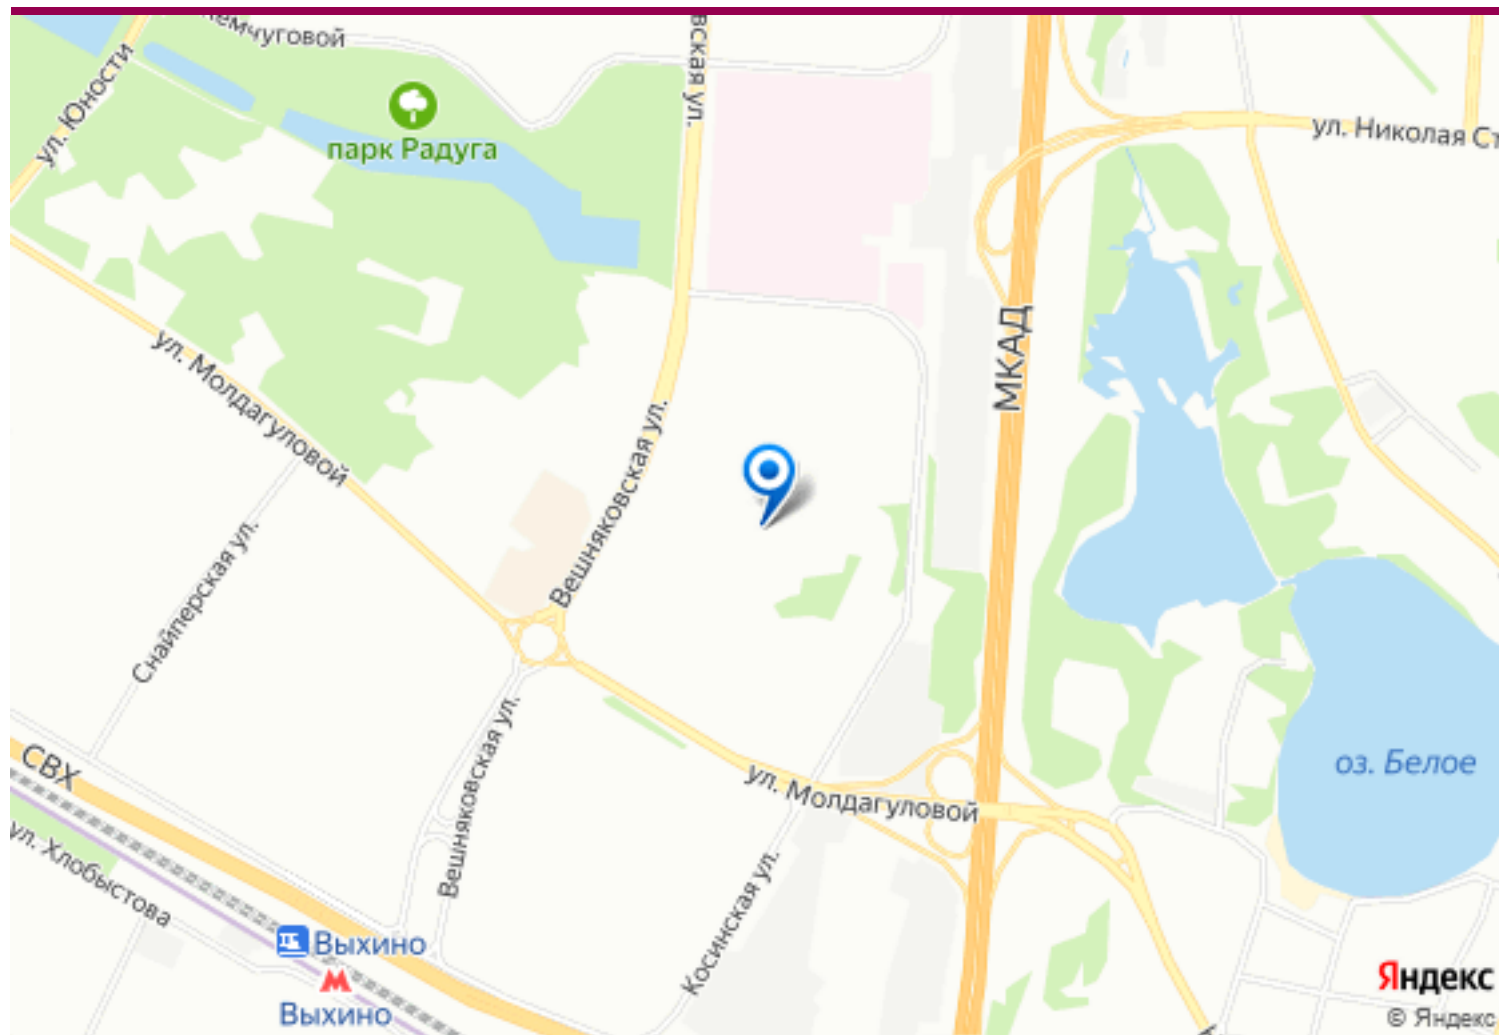 емчуговой
вская ул.
ул. Юности
парк Радуга
ул. Николая Ст
МКАД
ул. Молдагуловой
Вешняковская ул.
Снайперская ул.
СВХ
Вешняковская ул.
ул. Молдагуловой
оз. Белое
ул. Хлобыстова
Косинская ул.
Выхино
Выхино
Яндекс
© Яндекс